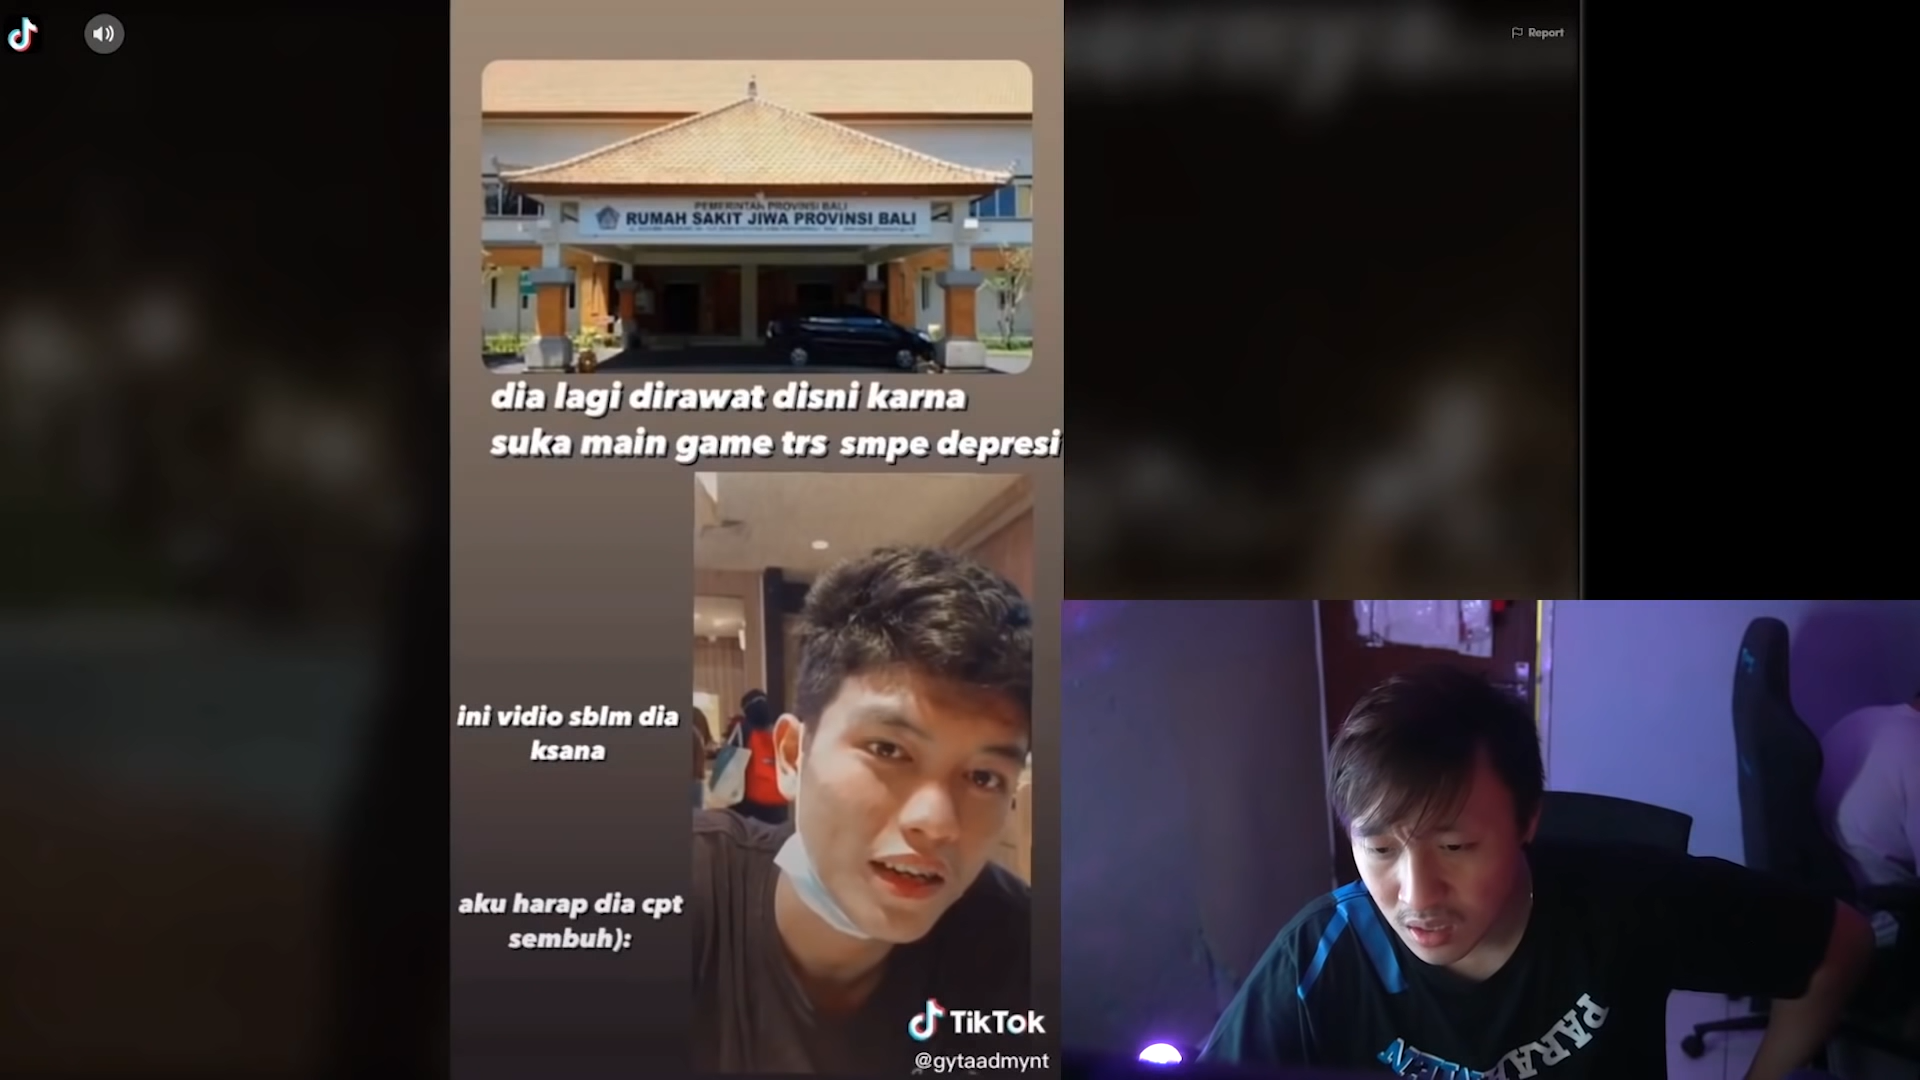 Report
PEMERINTAH PROVINSI BALI
RUMAH SAKIT JIWA PROVINSI BALI
dia lagi dirawat disni karna
suka main game trs smpe depresi
ini vidio sblm dia
ksana
aku harap dia cpt
sembuh):
TikTok
@gytaadmynt